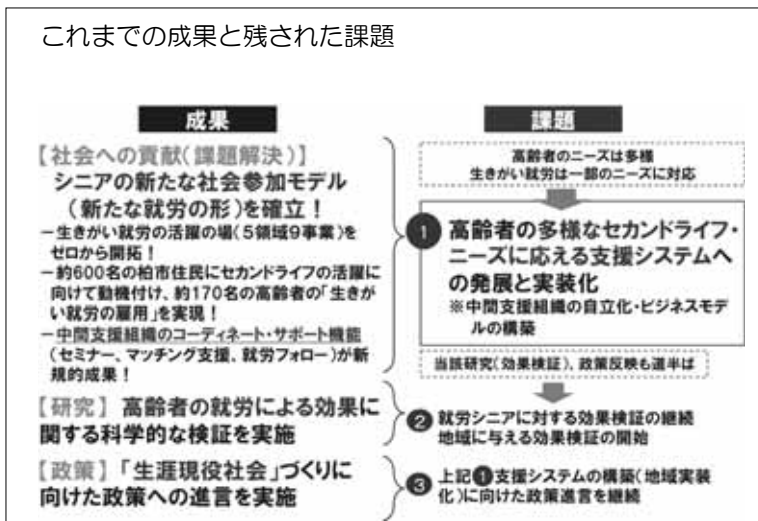 これまでの成果と残された課題
成果
【社会への貢献(課題解決)】
シニアの新たな社会参加モデル
(新たな就労の形)を確立！
－生きがい就労の活躍の場(5領域9事業)を
ゼロから開拓！
－約600名の柏市住民にセカンドライフの活躍に
向けて動機付け、約170名の高齢者の「生きが
い就労の雇用」を実現！
－中間支援組織のコーディネート・サポート機能
(セミナー、マッチング支援、就労フォロー)が新
規的成果！
【研究】高齢者の就労による効果に
関する科学的な検証を実施
【政策】「生涯現役社会」づくりに
向けた政策への進言を実施
課題
高齢者のニーズは多様
生きがい就労は一部のニーズに対応
❶ 高齢者の多様なセカンドライフ・
ニーズに応える支援システムへ
の発展と実装化
※中間支援組織の自立化・ビジネスモデ
ルの構築
当該研究(効果検証)、政策反映も道半ば
❷ 就労シニアに対する効果検証の継続
地域に与える効果検証の開始
❸ 上記❶支援システムの構築(地域実装
化)に向けた政策進言を継続